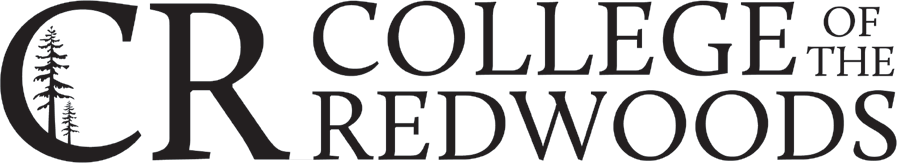 CR COLLEGE OF THE
REDWOODS